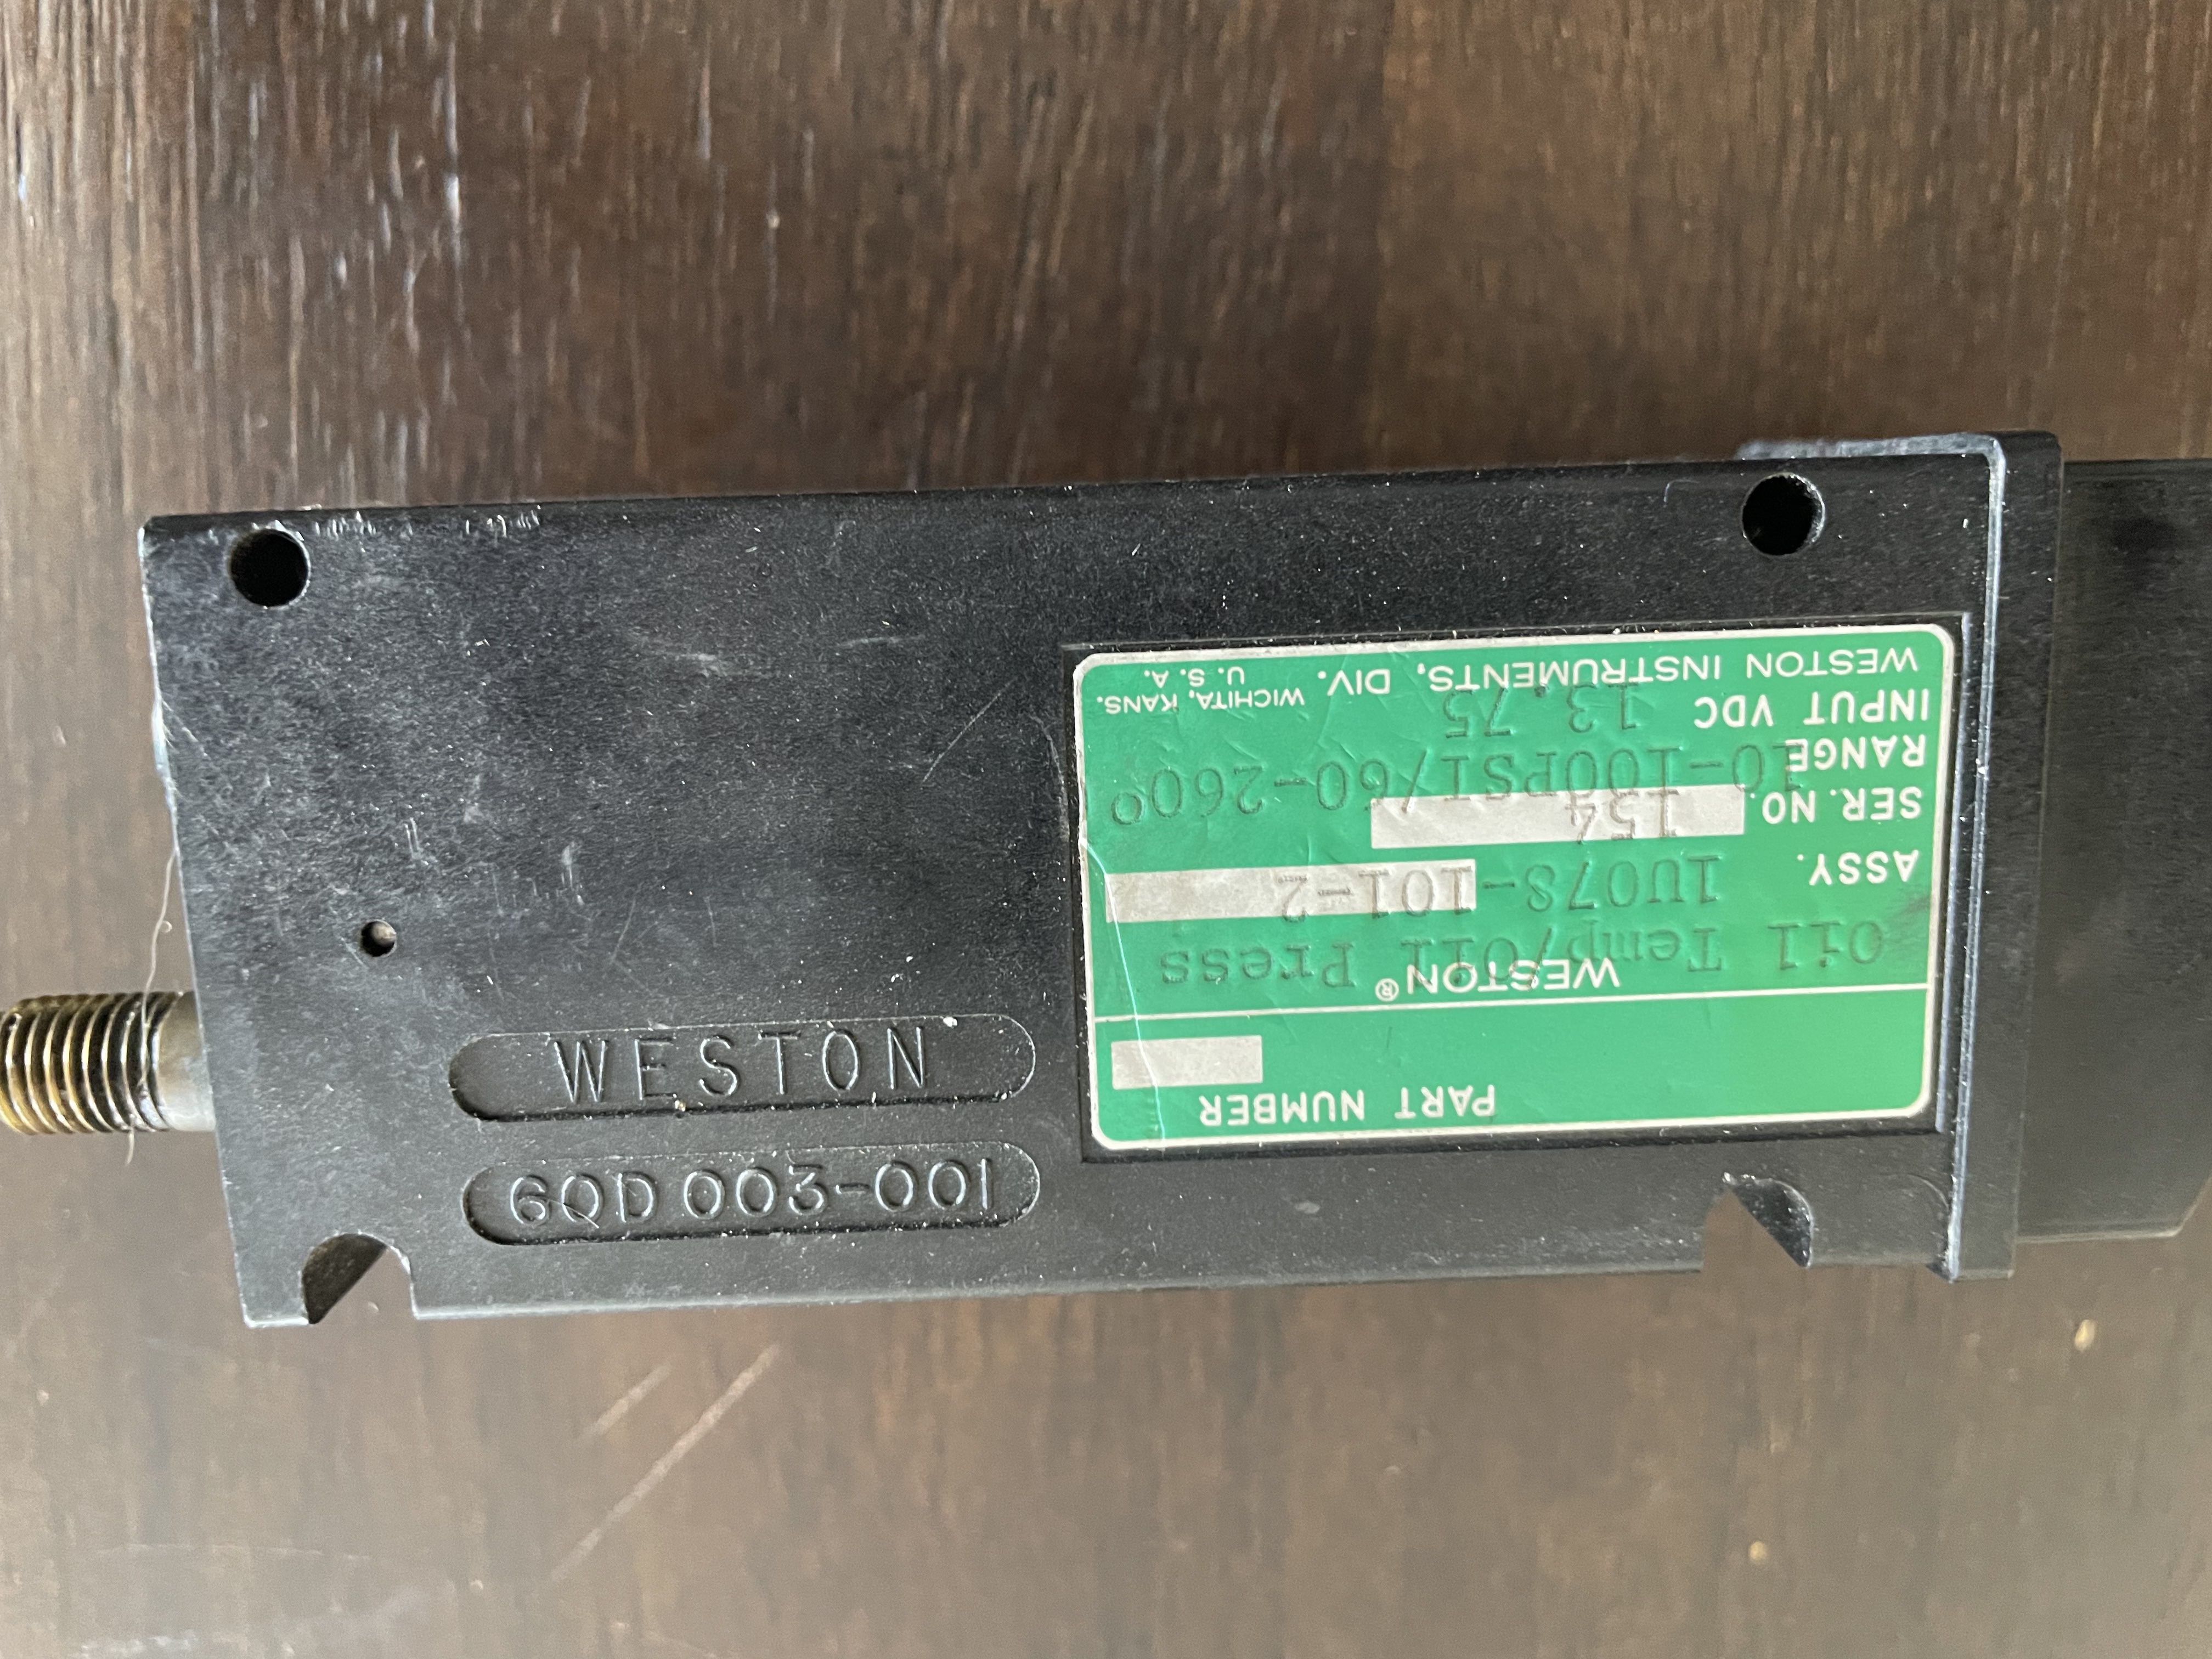 WESTON
6QD 003-001
PART NUMBER
WESTON®
Oil Temp/Oil Press
ASSY. 1U078-101-2
SER. NO. 154
RANGE 10-100PSI/60-260°
INPUT VDC 13.75
WESTON INSTRUMENTS, DIV. WICHITA, KANS.
U. S. A.